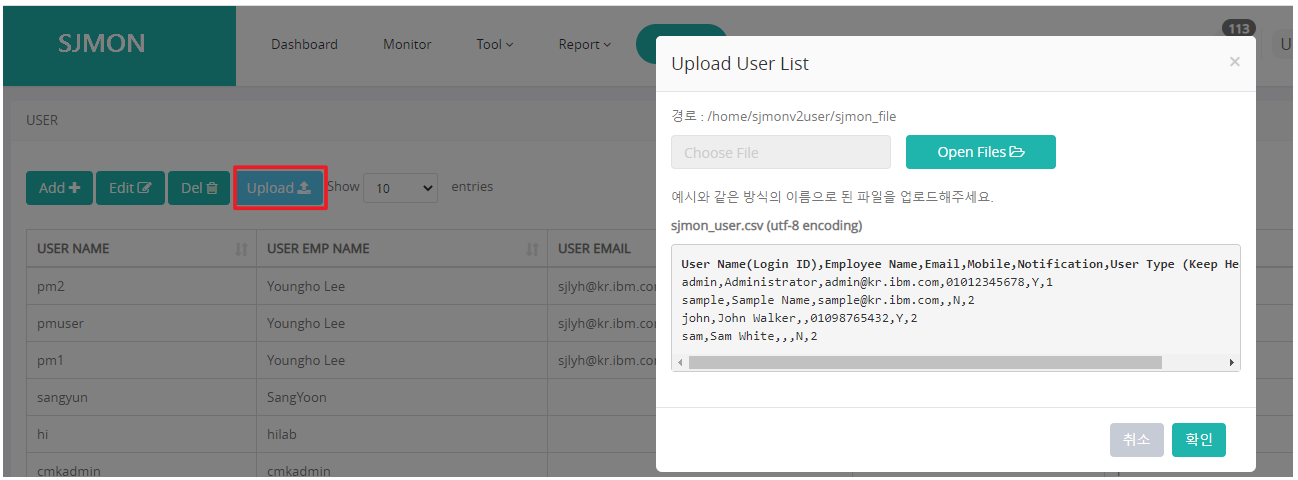 SJMON
Dashboard Monitor Tool Report
113
U
USER
Add Edit Del Upload Show 10 entries
USER NAME USER EMP NAME USER EMAIL
pm2 Youngho Lee sjlyh@kr.ibm.co
pmuser Youngho Lee sjlyh@kr.ibm.co
pm1 Youngho Lee sjlyh@kr.ibm.co
sangyun SangYoon
hi hilab
cmkadmin cmkadmin
Upload User List ×
경로 : /home/sjmonv2user/sjmon_file
Choose File Open Files
예시와 같은 방식의 이름으로 된 파일을 업로드해주세요.
sjmon_user.csv (utf-8 encoding)
User Name(Login ID),Employee Name,Email,Mobile,Notification,User Type (Keep He
admin,Administrator,admin@kr.ibm.com,01012345678,Y,1
sample,Sample Name,sample@kr.ibm.com,,N,2
john,John Walker,,01098765432,Y,2
sam,Sam White,,,N,2
취소 확인